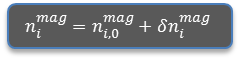 n_i^{mag} = n_{i,0}^{mag} + δn_i^{mag}